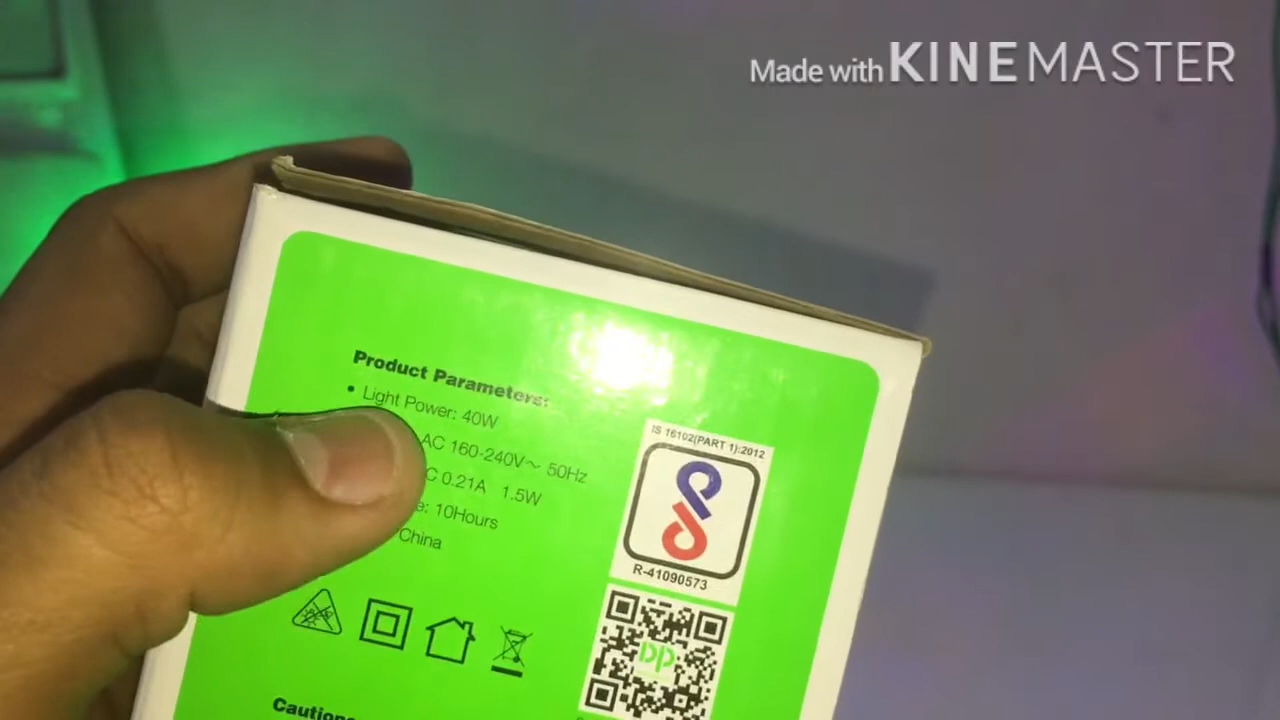 Made with KINEMASTER
Product Parameters:
• Light Power: 40W
AC 160-240V～ 50Hz
C 0.21A 1.5W
e: 10Hours
China
IS 16102(PART 1):2012
R-41090573
DP
Cautions